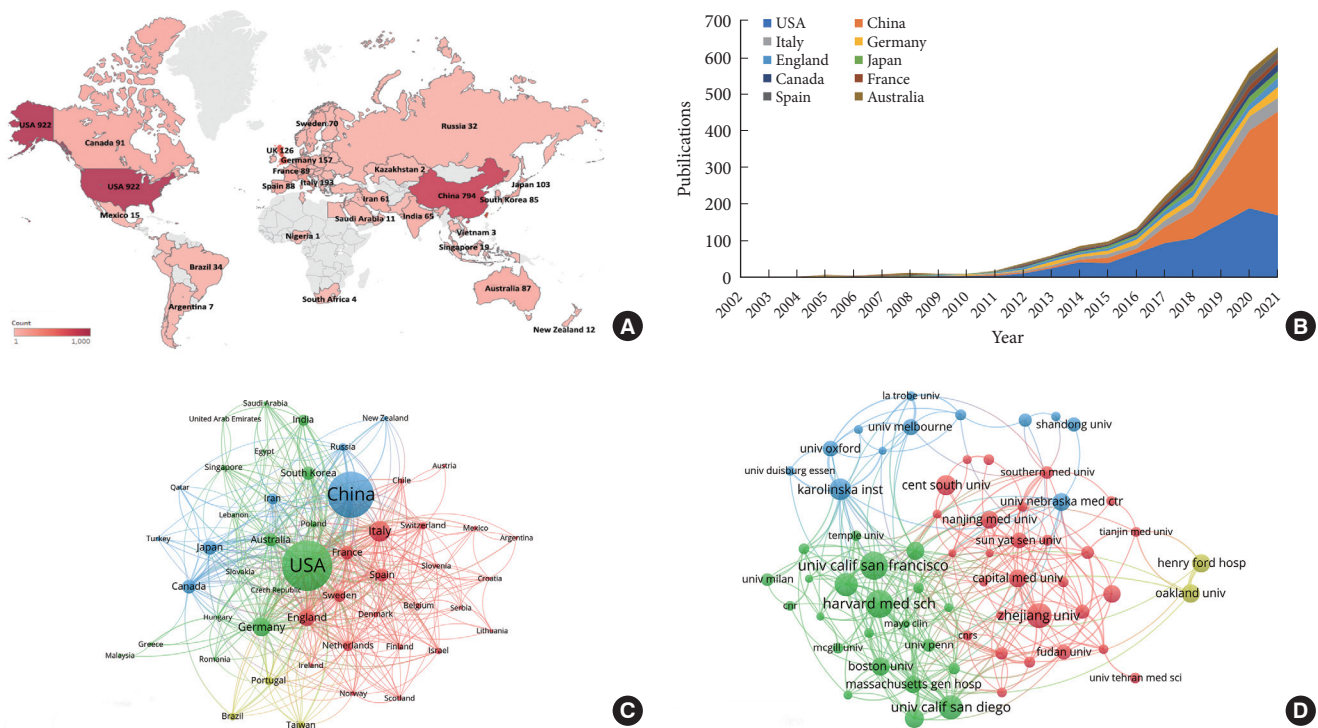 USA 922
Canada 91
USA 922
Mexico 15
Brazil 34
Argentina 7
Sweden 70
Russia 32
UK 126
Germany 157
France 89
Kazakhstan 2
Spain 88
Italy 193
China 794
Japan 103
South Korea 85
Iran 61
Saudi Arabia 11
India 65
Nigeria 1
Vietnam 3
Singapore 19
South Africa 4
Australia 87
New Zealand 12
Count
1 1,000
A
Publications
700
600
500
400
300
200
100
0
USA China
Italy Germany
England Japan
Canada France
Spain Australia
2002 2003 2004 2005 2006 2007 2008 2009 2010 2011 2012 2013 2014 2015 2016 2017 2018 2019 2020 2021
Year
B
Saudi Arabia
United Arab Emirates
India
New Zealand
Egypt
Russia
Singapore
South Korea
Austria
Chile
Qatar
Iran
China
Lebanon
Poland
Switzerland
Mexico
Turkey
Japan
Australia
Italy
Argentina
France
USA
Slovakia
Slovenia
Canada
Czech Republic
Spain
Croatia
Sweden
Hungary
Germany
England
Denmark
Belgium
Serbia
Lithuania
Greece
Malaysia
Romania
Netherlands
Finland
Israel
Ireland
Portugal
Norway
Scotland
Brazil
Taiwan
C
la trobe univ
univ melbourne
shandong univ
univ oxford
univ duisburg essen
southern med univ
karolinska inst
cent south univ
univ nebraska med ctr
nanjing med univ
temple univ
sun yat sen univ
tianjin med univ
univ calif san francisco
henry ford hosp
univ milan
capital med univ
oakland univ
cnr
harvard med sch
zhejiang univ
mayo clin
cnrs
mcgill univ
univ penn
fudan univ
boston univ
univ tehran med sci
massachusetts gen hosp
univ calif san diego
D